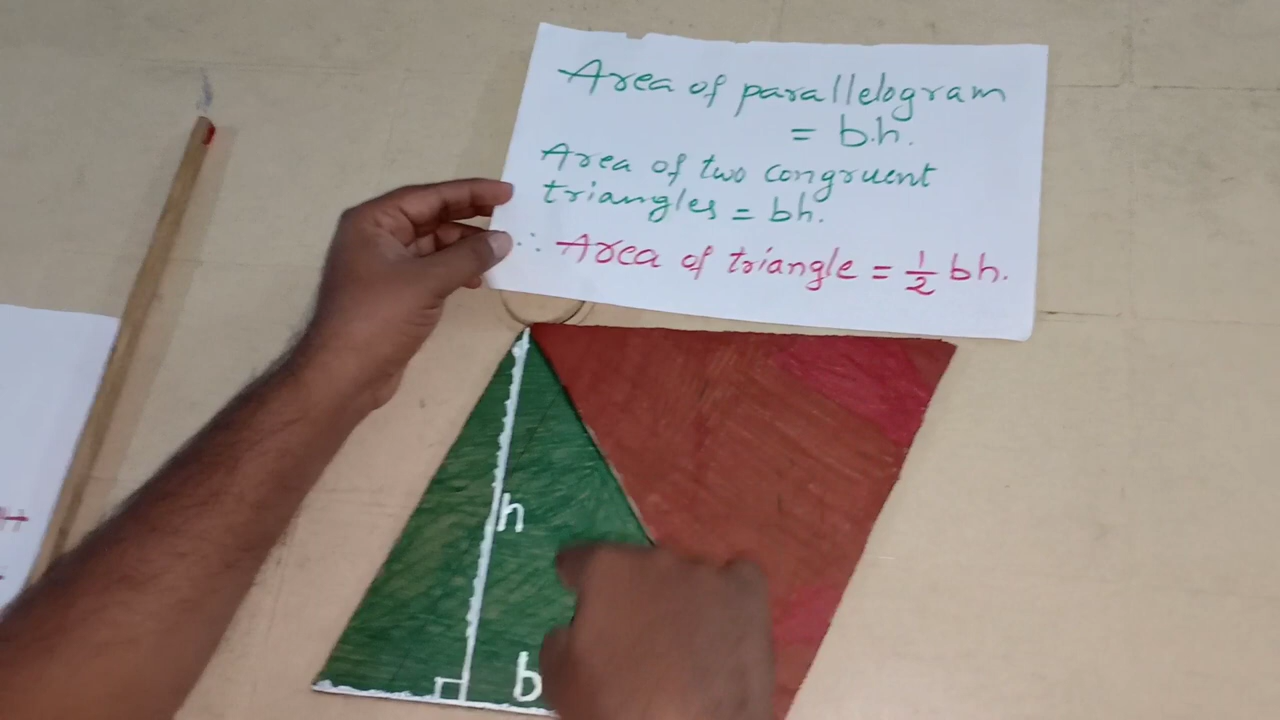 Area of parallelogram
= b.h.
Area of two congruent
triangles = bh.
∴ Area of triangle = 1/2 bh.
h
b
H